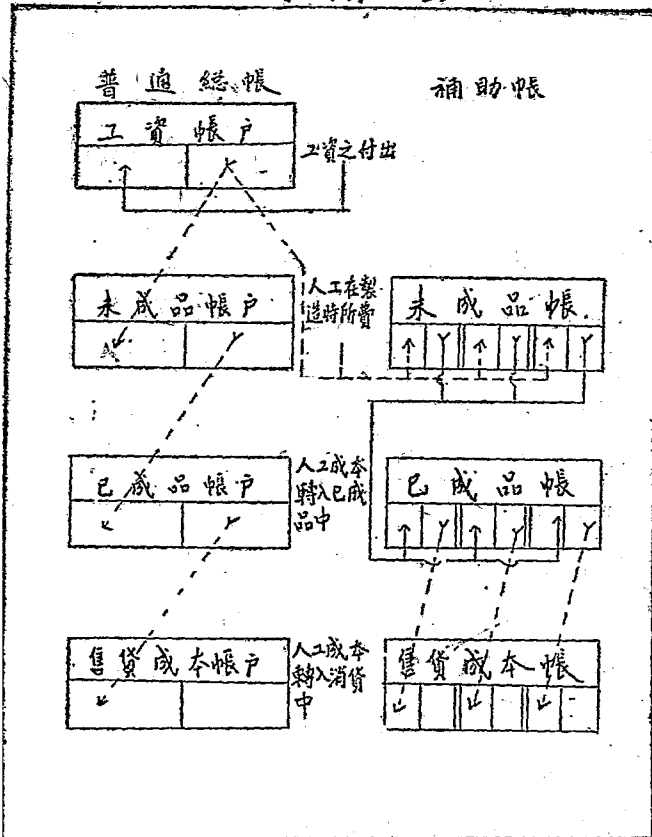 普通総帳
補助帳
工資帳戶
工資之付出
未成品帳戶
人工在製
造時所費
未成品帳
已成品帳戶
人工成本
轉入已成
品中
已成品帳
售貨成本帳戶
人工成本
轉入消貨
中
售貨成本帳